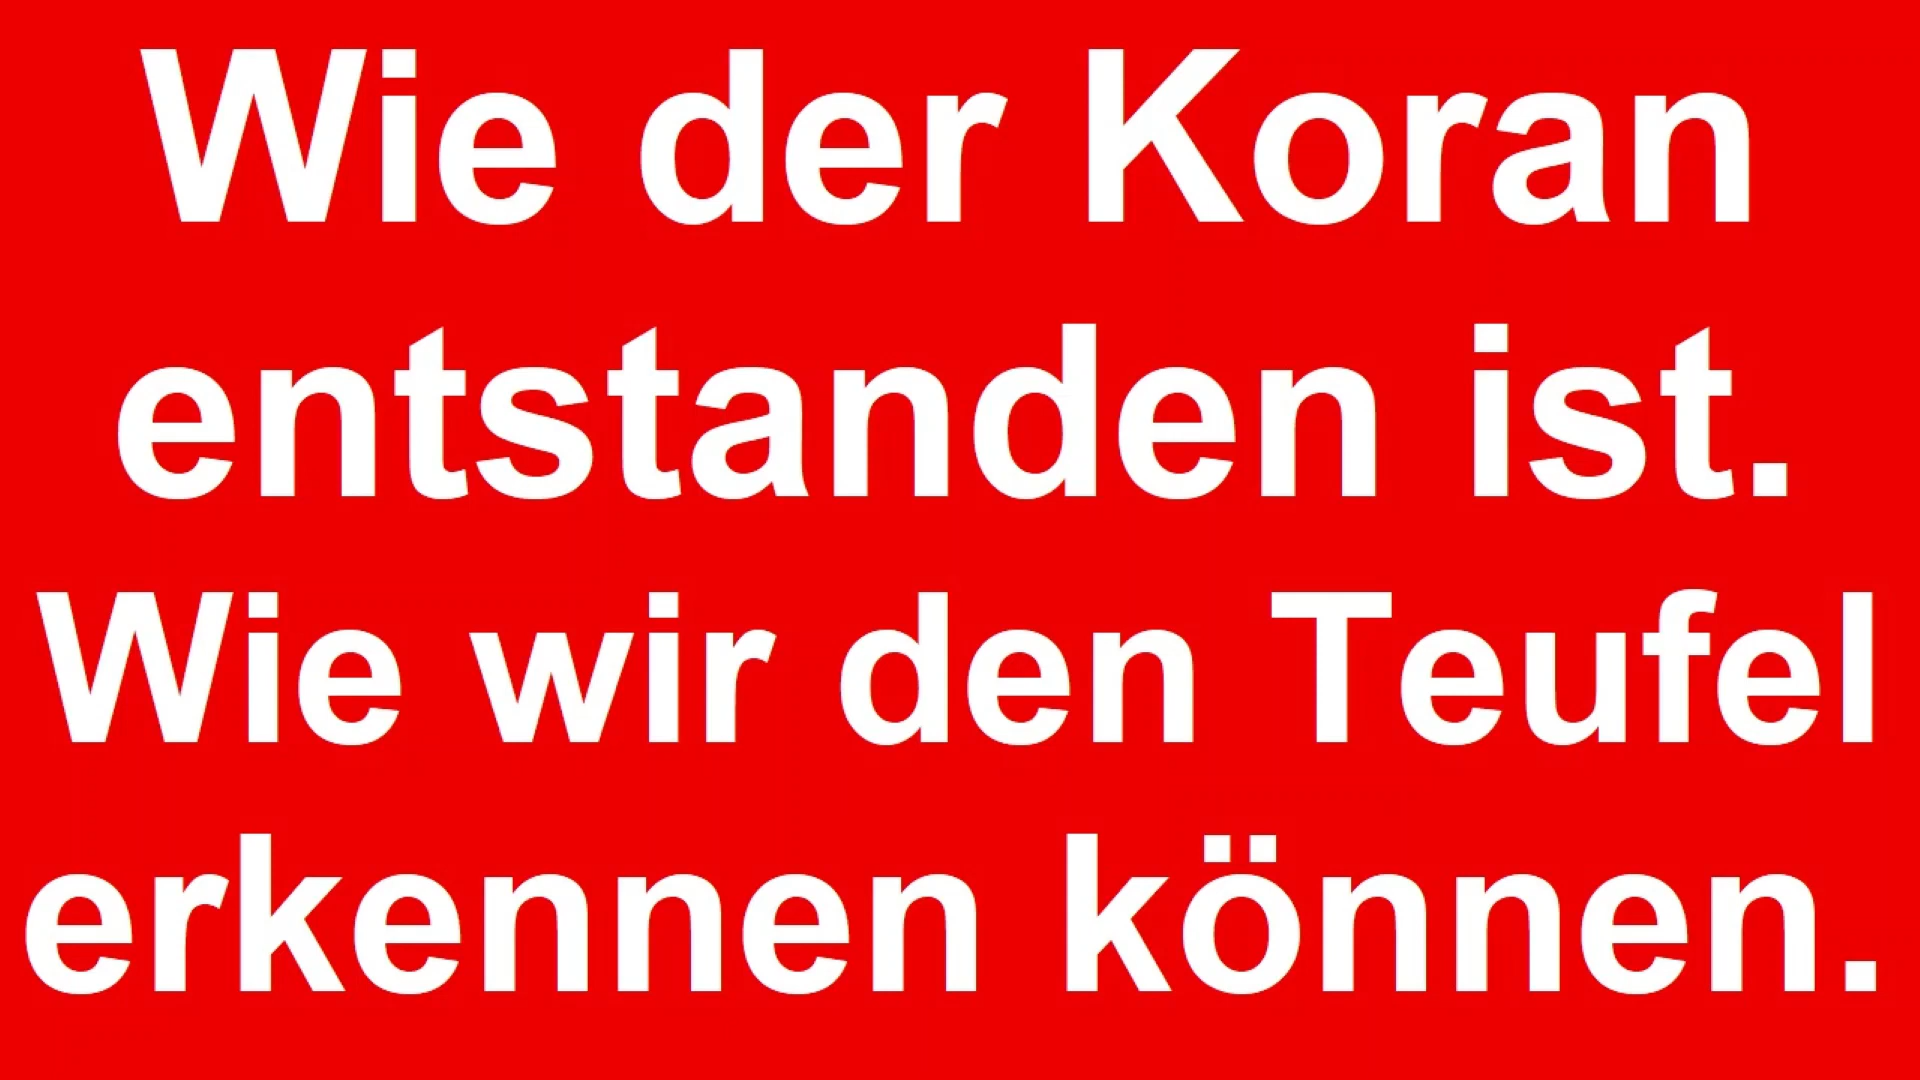 Wie der Koran
entstanden ist.
Wie wir den Teufel
erkennen können.